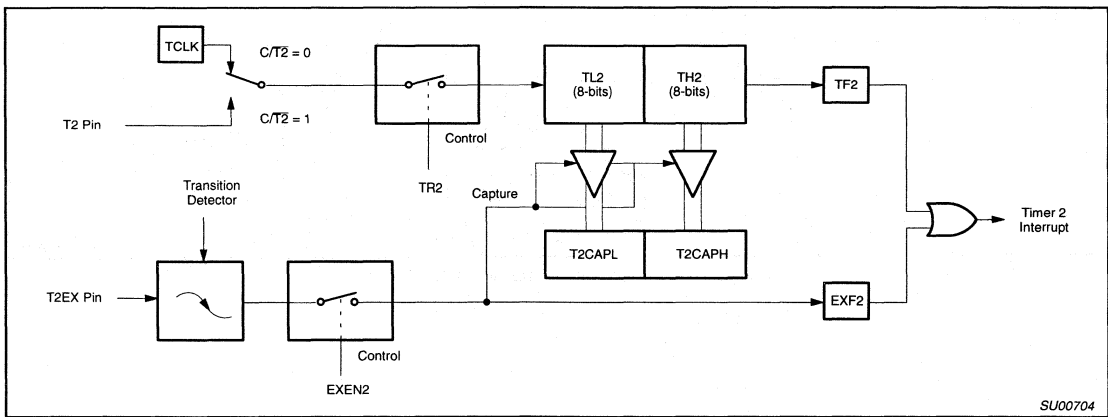 TCLK
C/T2 = 0
TL2
(8-bits)
TH2
(8-bits)
TF2
T2 Pin
C/T2 = 1
Control
TR2
Transition
Detector
Capture
Timer 2
Interrupt
T2CAPL
T2CAPH
T2EX Pin
EXF2
Control
EXEN2
SU00704